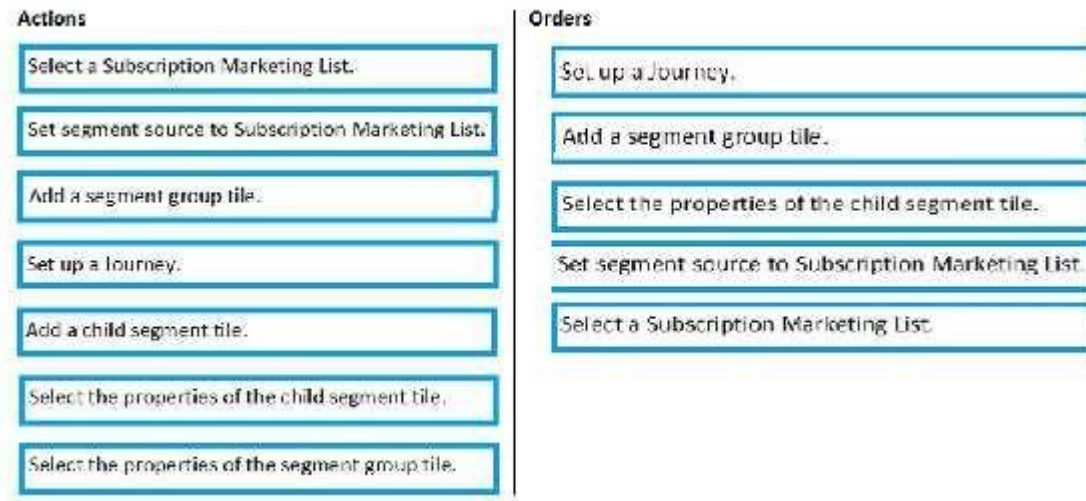 Actions
Select a Subscription Marketing List.
Set segment source to Subscription Marketing List.
Add a segment group tile.
Set up a Journey.
Add a child segment tile.
Select the properties of the child segment tile.
Select the properties of the segment group tile.
Orders
Set up a Journey.
Add a segment group tile.
Select the properties of the child segment tile.
Set segment source to Subscription Marketing List
Select a Subscription Marketing List.